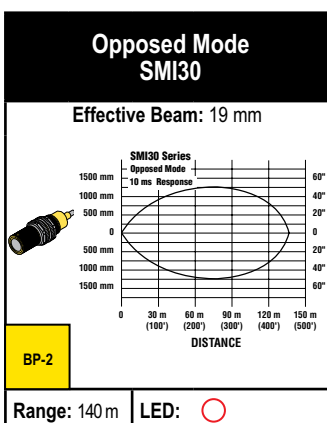 Opposed Mode
SMI30
Effective Beam: 19 mm
SMI30 Series
Opposed Mode
10 ms Response
1500 mm
1000 mm
500 mm
0
500 mm
1000 mm
1500 mm
60"
40"
20"
0
20"
40"
60"
0 30 m 60 m 90 m 120 m 150 m
(100') (200') (300') (400') (500')
DISTANCE
BP-2
Range: 140 m LED: